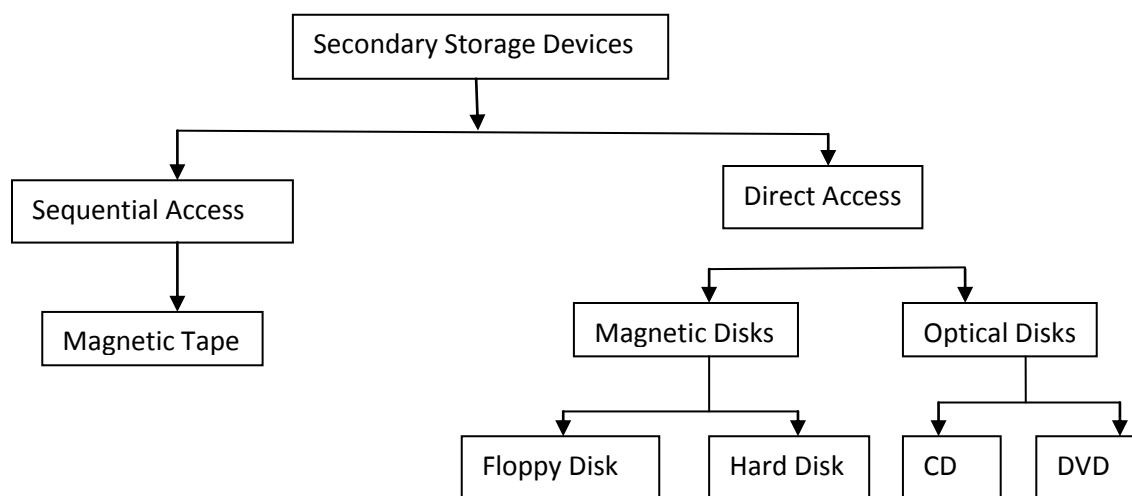 Secondary Storage Devices
Sequential Access
Direct Access
Magnetic Tape
Magnetic Disks
Optical Disks
Floppy Disk
Hard Disk
CD
DVD